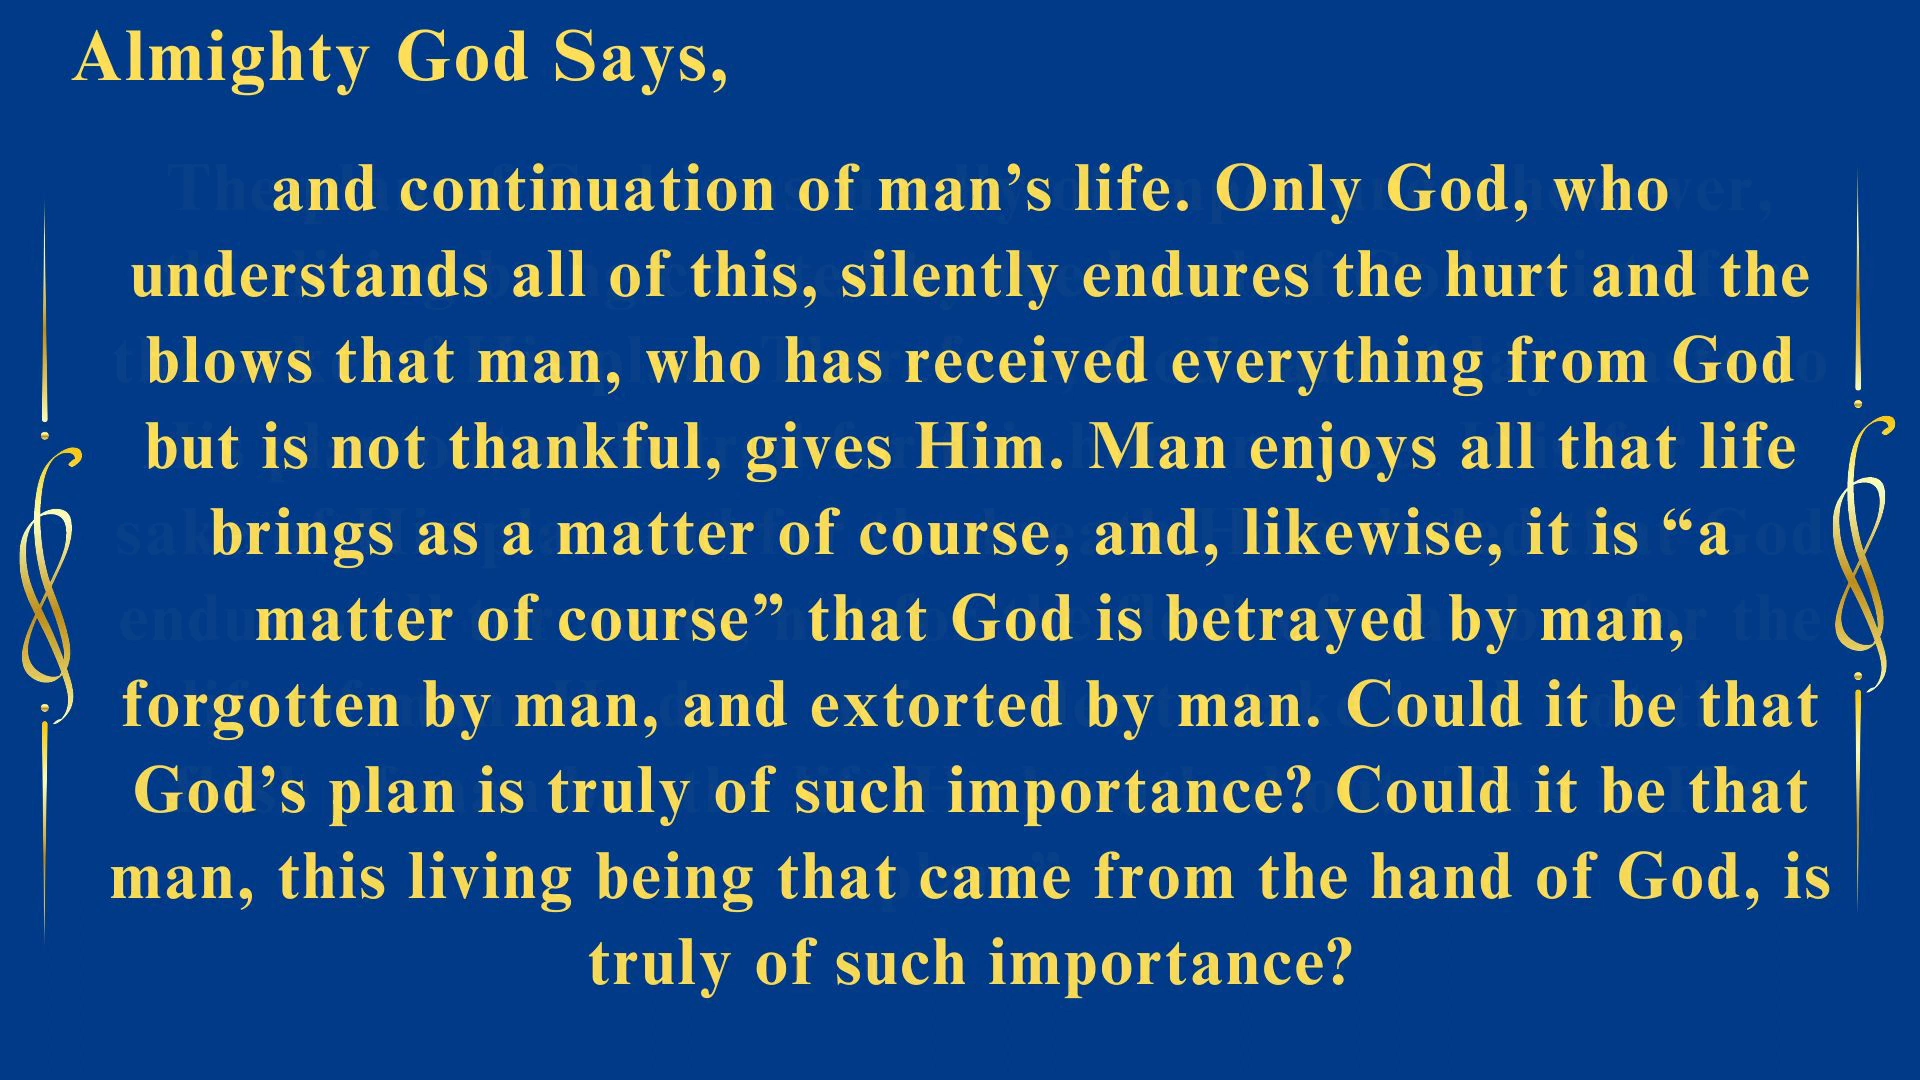 Almighty God Says,
and continuation of man’s life. Only God, who
understands all of this, silently endures the hurt and the
blows that man, who has received everything from God
but is not thankful, gives Him. Man enjoys all that life
brings as a matter of course, and, likewise, it is “a
matter of course” that God is betrayed by man,
forgotten by man, and extorted by man. Could it be that
God’s plan is truly of such importance? Could it be that
man, this living being that came from the hand of God, is
truly of such importance?